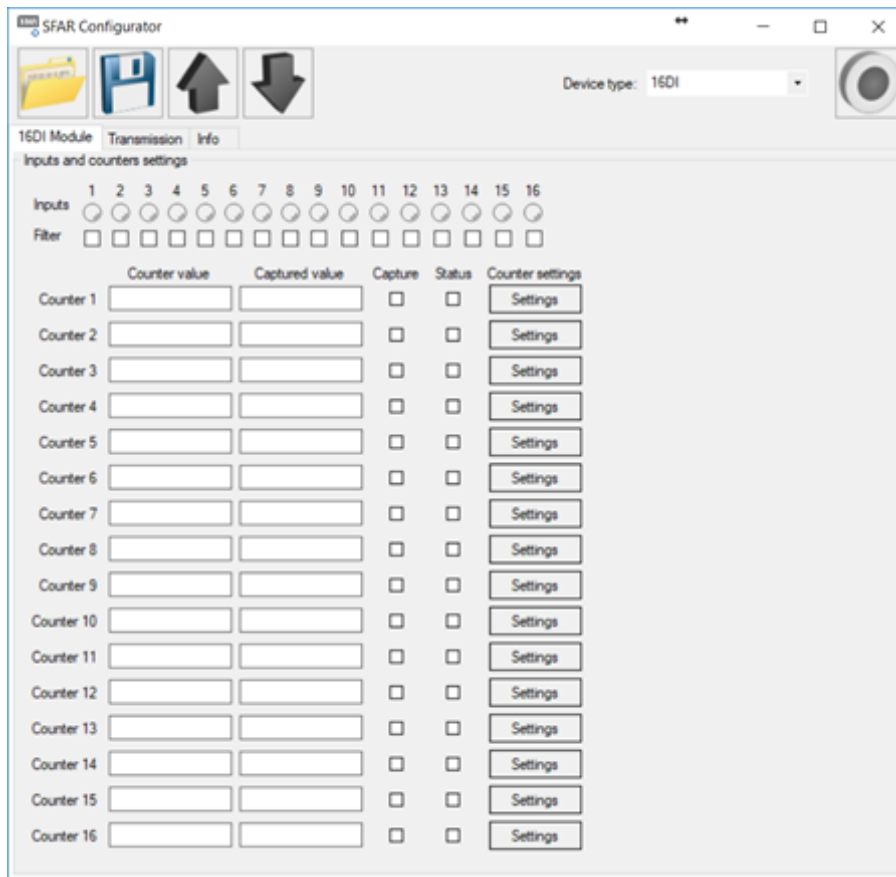 SFAR Configurator
Device type: 16DI
16DI Module Transmission Info
Inputs and counters settings
1 2 3 4 5 6 7 8 9 10 11 12 13 14 15 16
Inputs
Filter
Counter value Captured value Capture Status Counter settings
Counter 1 Settings
Counter 2 Settings
Counter 3 Settings
Counter 4 Settings
Counter 5 Settings
Counter 6 Settings
Counter 7 Settings
Counter 8 Settings
Counter 9 Settings
Counter 10 Settings
Counter 11 Settings
Counter 12 Settings
Counter 13 Settings
Counter 14 Settings
Counter 15 Settings
Counter 16 Settings